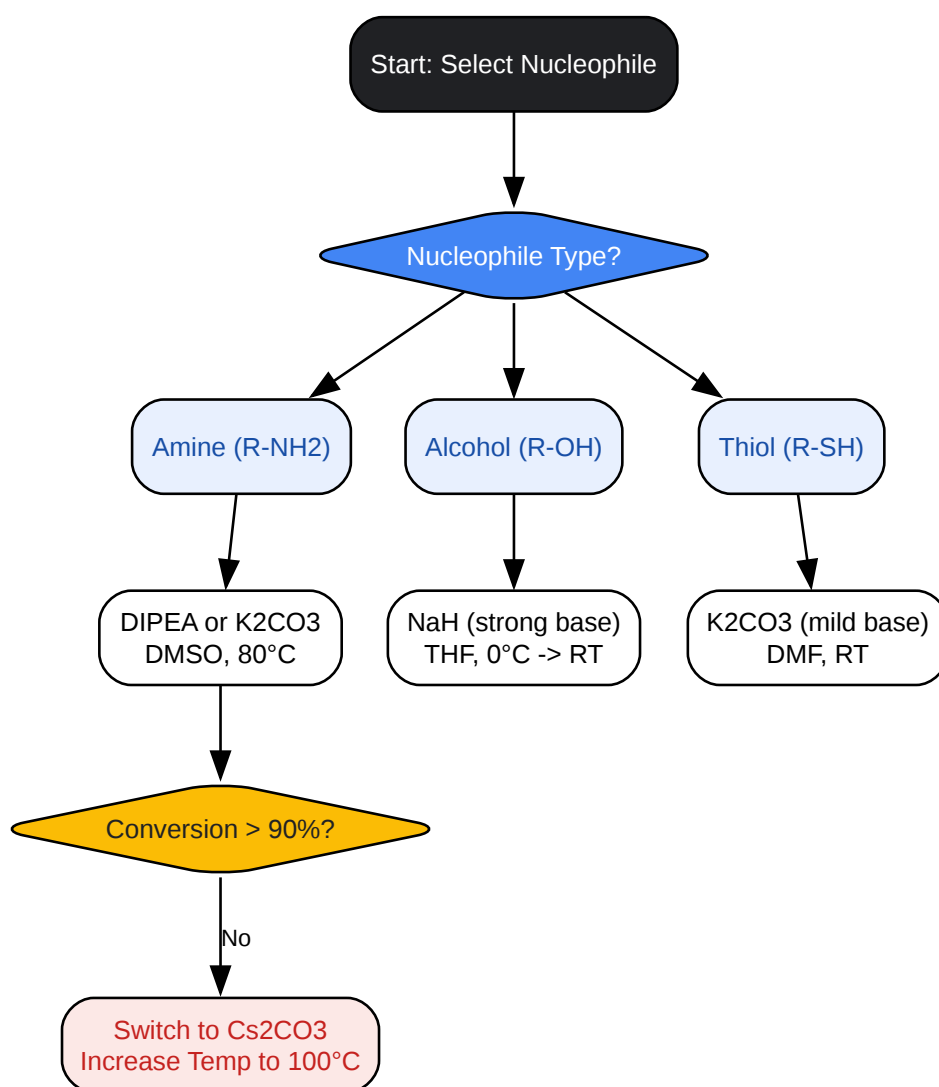 Start: Select Nucleophile
Nucleophile Type?
Amine (R-NH2)
Alcohol (R-OH)
Thiol (R-SH)
DIPEA or K2CO3
DMSO, 80°C
NaH (strong base)
THF, 0°C -> RT
K2CO3 (mild base)
DMF, RT
Conversion > 90%?
No
Switch to Cs2CO3
Increase Temp to 100°C